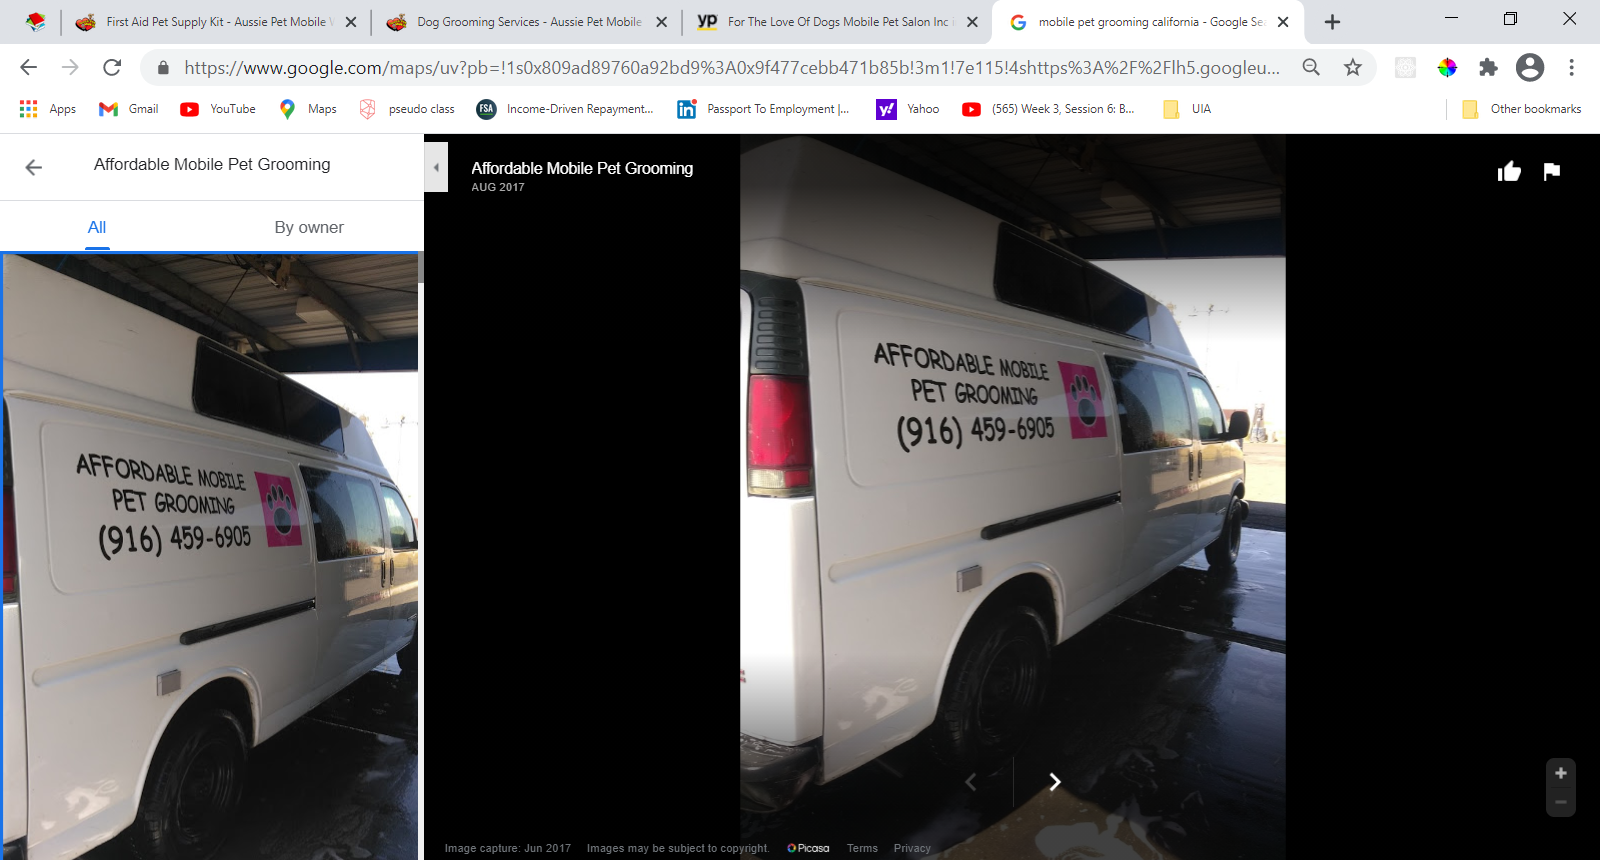 First Aid Pet Supply Kit - Aussie Pet Mobile
Dog Grooming Services - Aussie Pet Mobile
yp
For The Love Of Dogs Mobile Pet Salon Inc
mobile pet grooming california - Google Se
https://www.google.com/maps/uv?pb=!1s0x809ad89760a92bd9%3A0x9f477cebb471b85b!3m1!7e115!4shttps%3A%2F%2Flh5.googleu...
Apps
Gmail
YouTube
Maps
pseudo class
FSA
Income-Driven Repayment...
in
Passport To Employment |...
y!
Yahoo
(565) Week 3, Session 6: B...
UIA
Other bookmarks
Affordable Mobile Pet Grooming
All
By owner
AFFORDABLE MOBILE
PET GROOMING
(916) 459-6905
Affordable Mobile Pet Grooming
AUG 2017
AFFORDABLE MOBILE
PET GROOMING
(916) 459-6905
Image capture: Jun 2017
Images may be subject to copyright.
Picasa
Terms
Privacy